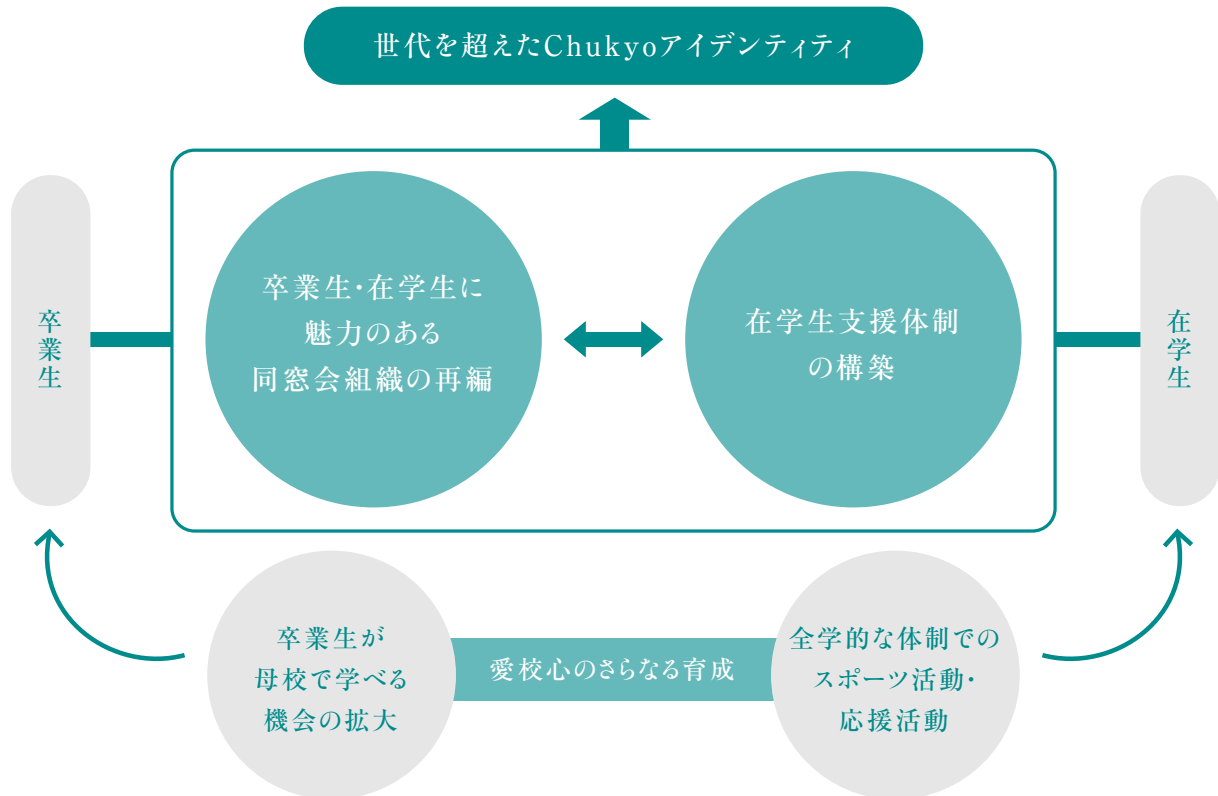 世代を超えたChukyoアイデンティティ
卒業生
卒業生・在学生に
魅力のある
同窓会組織の再編
在学生支援体制
の構築
在学生
卒業生が
母校で学べる
機会の拡大
愛校心のさらなる育成
全学的な体制での
スポーツ活動・
応援活動